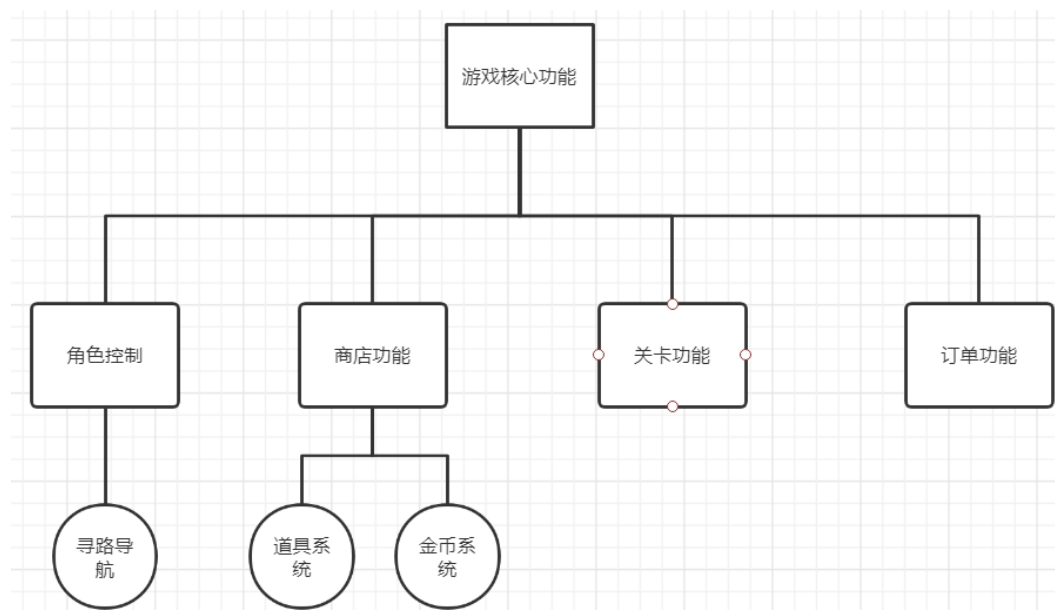 游戏核心功能
角色控制
商店功能
关卡功能
订单功能
寻路导
航
道具系
统
金币系
统